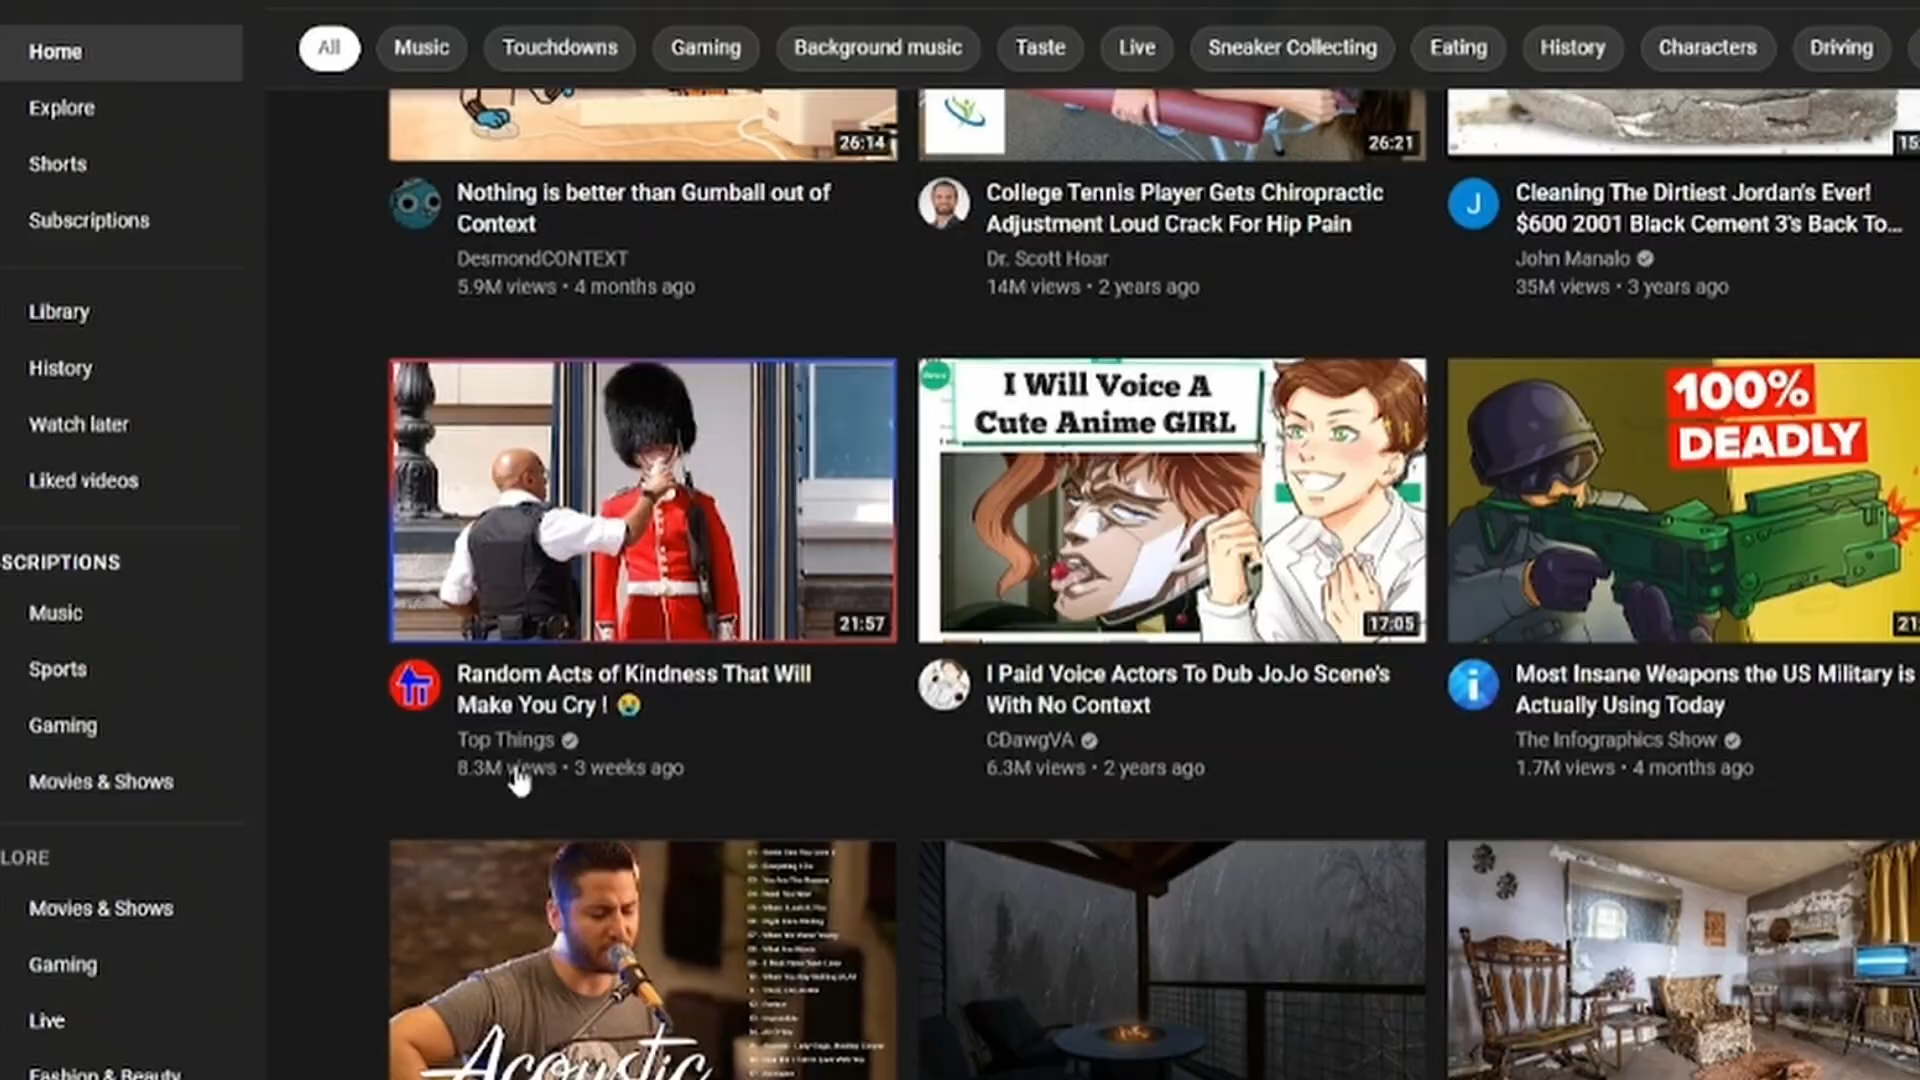 Home
Explore
Shorts
Subscriptions
Library
History
Watch later
Liked videos
SCRIPTIONS
Music
Sports
Gaming
Movies & Shows
LORE
Movies & Shows
Gaming
Live
Fashion & Beauty
All Music Touchdowns Gaming Background music Taste Live Sneaker Collecting Eating History Characters Driving
26:14
Nothing is better than Gumball out of
Context
DesmondCONTEXT
5.9M views • 4 months ago
26:21
College Tennis Player Gets Chiropractic
Adjustment Loud Crack For Hip Pain
Dr. Scott Hoar
14M views • 2 years ago
15
J
Cleaning The Dirtiest Jordan's Ever!
$600 2001 Black Cement 3's Back To...
John Manalo
35M views • 3 years ago
21:57
Random Acts of Kindness That Will
Make You Cry ! 😭
Top Things
8.3M views • 3 weeks ago
I Will Voice A
Cute Anime GIRL
17:05
I Paid Voice Actors To Dub JoJo Scene's
With No Context
CDawgVA
6.3M views • 2 years ago
100%
DEADLY
21
Most Insane Weapons the US Military is
Actually Using Today
The Infographics Show
1.7M views • 4 months ago
Acoustic